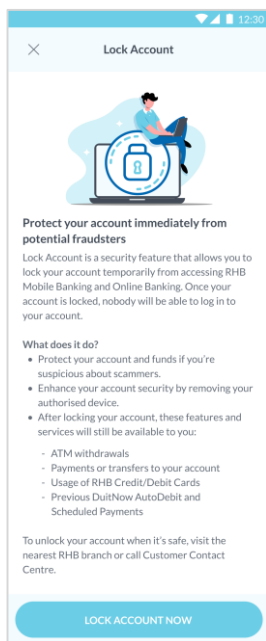 12:30
Lock Account
Protect your account immediately from
potential fraudsters
Lock Account is a security feature that allows you to
lock your account temporarily from accessing RHB
Mobile Banking and Online Banking. Once your
account is locked, nobody will be able to log in to
your account.
What does it do?
• Protect your account and funds if you're
suspicious about scammers.
• Enhance your account security by removing your
authorised device.
• After locking your account, these features and
services will still be available to you:
- ATM withdrawals
- Payments or transfers to your account
- Usage of RHB Credit/Debit Cards
- Previous DuitNow AutoDebit and
Scheduled Payments
To unlock your account when it's safe, visit the
nearest RHB branch or call Customer Contact
Centre.
LOCK ACCOUNT NOW